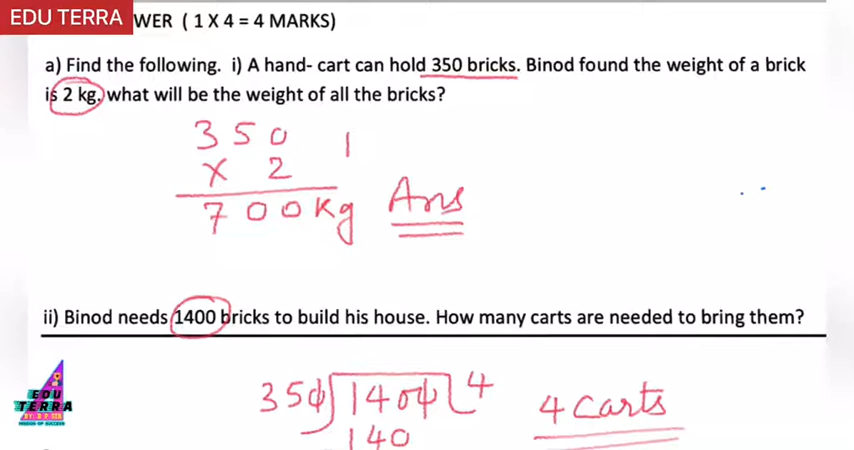 EDU TERRA WER ( 1 X 4 = 4 MARKS)
a) Find the following. i) A hand- cart can hold 350 bricks. Binod found the weight of a brick
is 2 kg, what will be the weight of all the bricks?
350 1
X 2
700 Kg Ans
ii) Binod needs 1400 bricks to build his house. How many carts are needed to bring them?
350) 1400 ( 4
4 Carts
140
EDU
TERRA